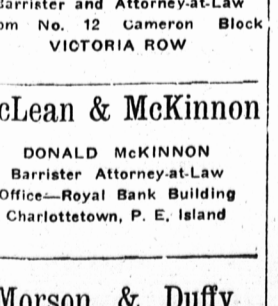 Barrister and Attorney-at-Law
om No. 12 Cameron Block
VICTORIA ROW
cLean & McKinnon
DONALD McKINNON
Barrister Attorney-at-Law
Office—Royal Bank Building
Charlottetown, P. E, Island
Morson & Duffy